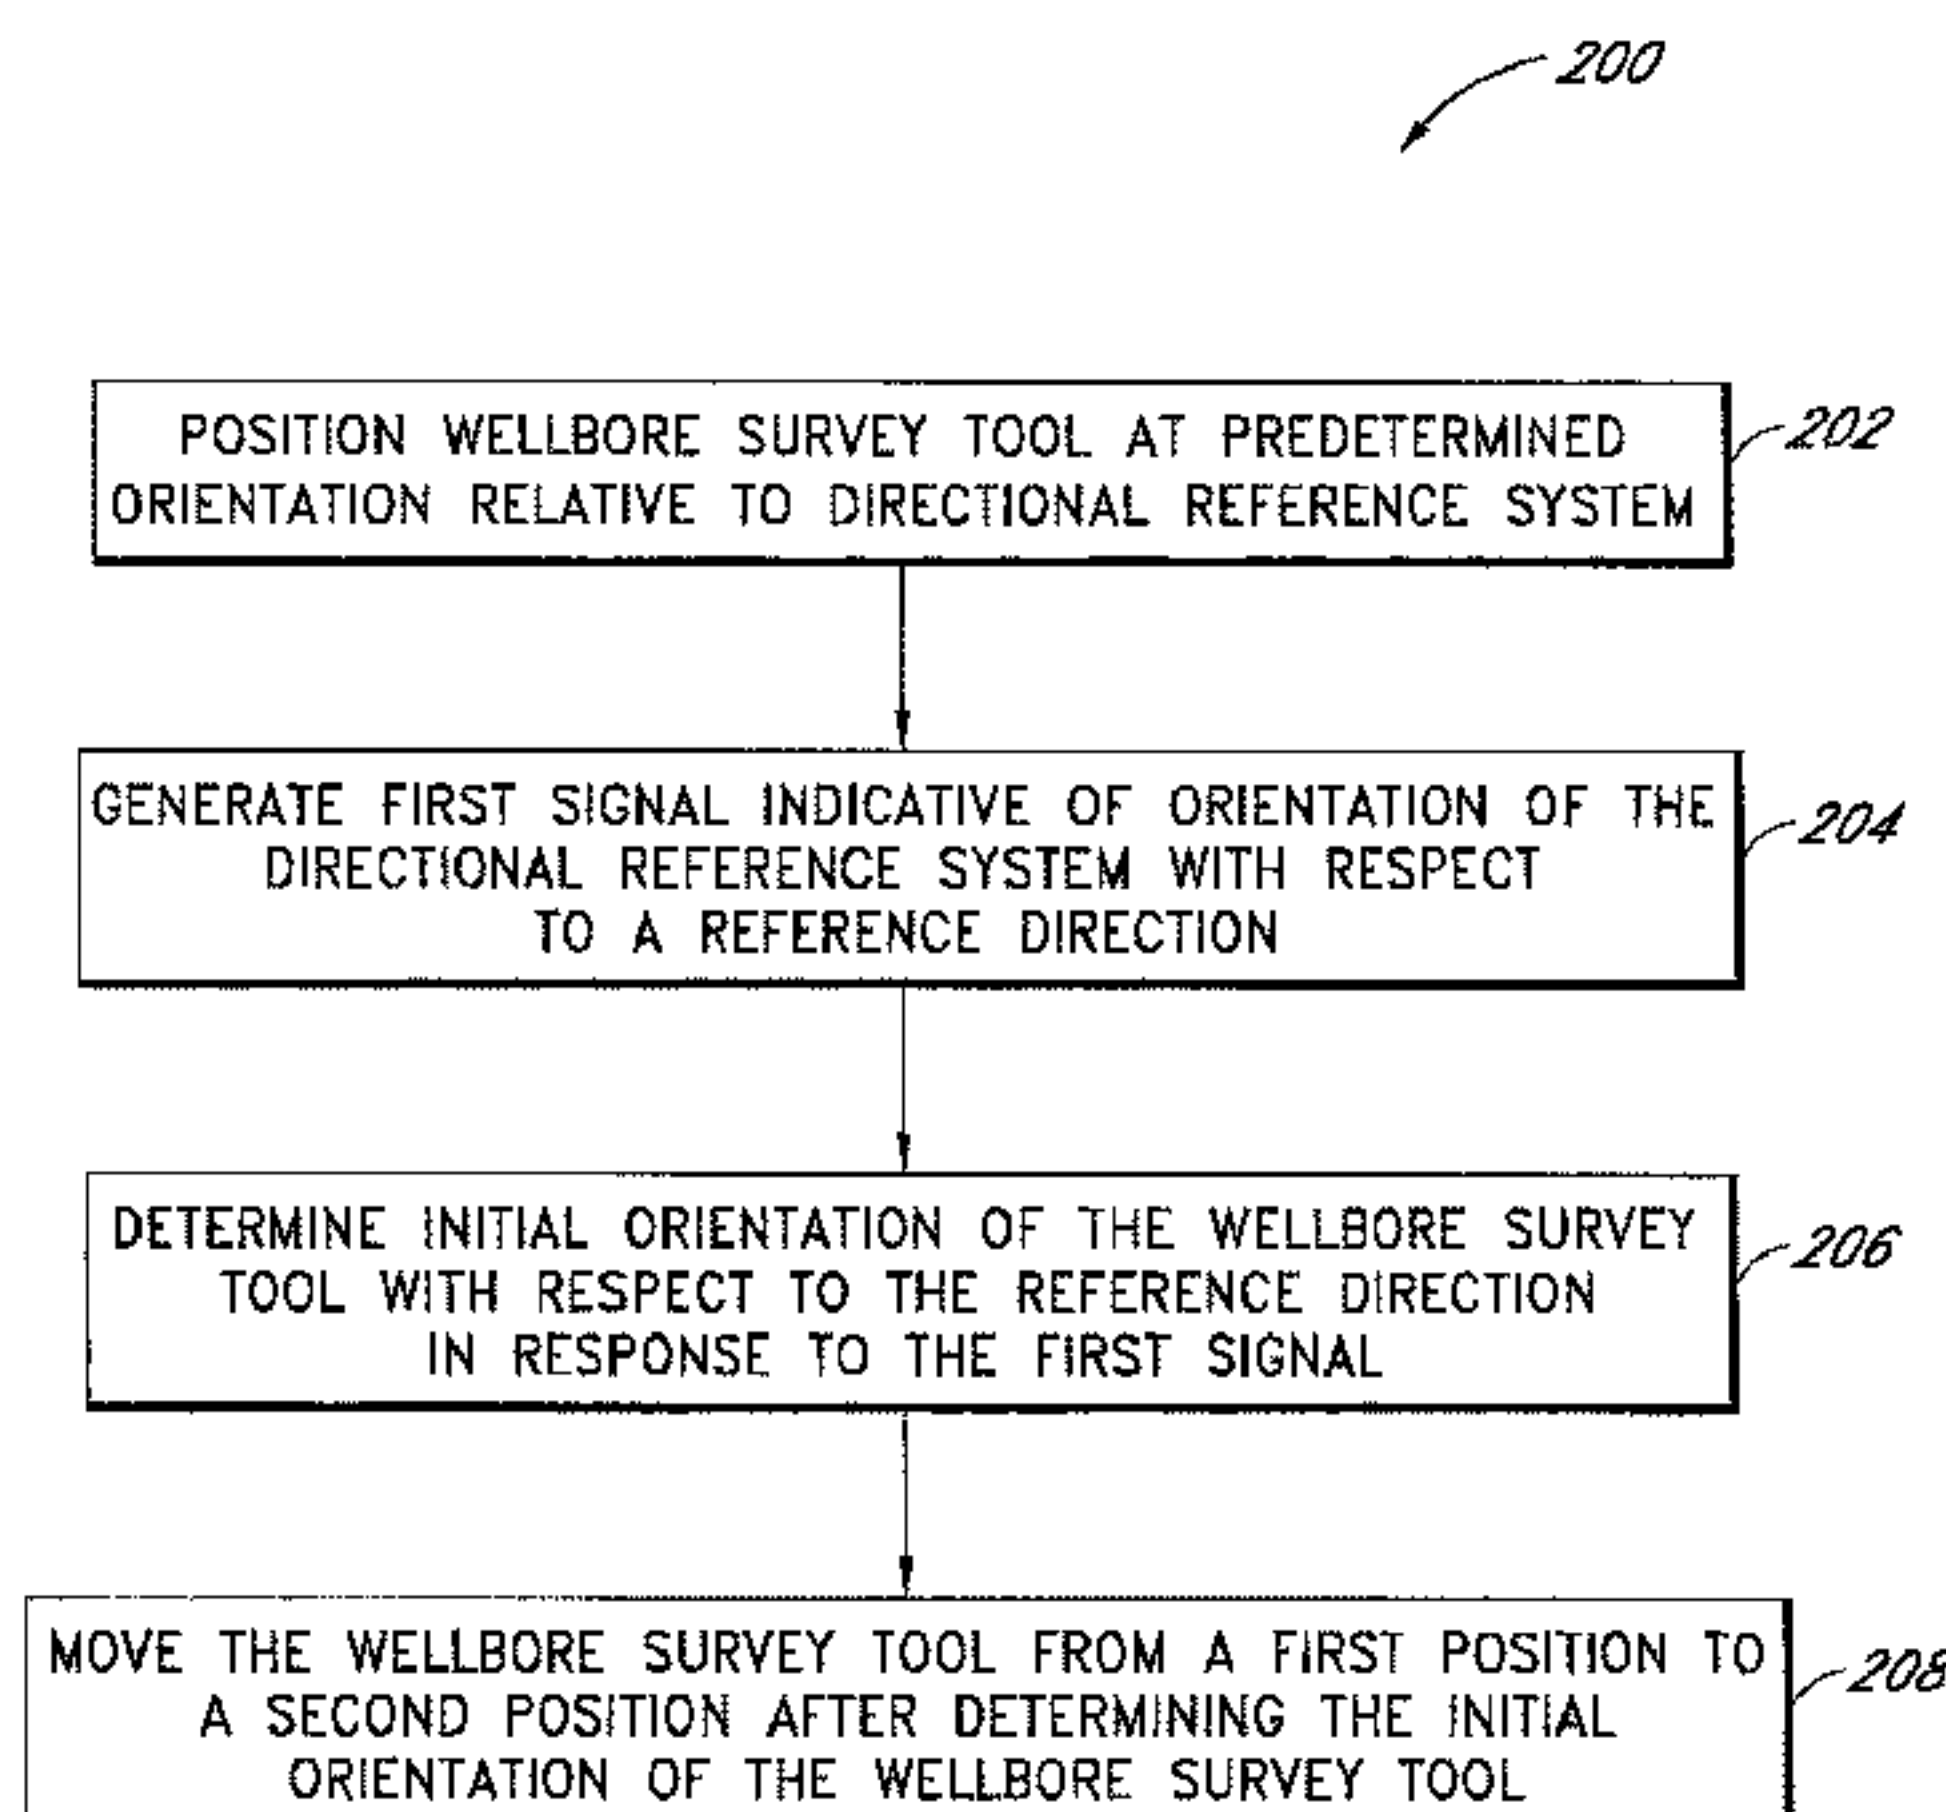 200
POSITION WELLBORE SURVEY TOOL AT PREDETERMINED
ORIENTATION RELATIVE TO DIRECTIONAL REFERENCE SYSTEM
202
GENERATE FIRST SIGNAL INDICATIVE OF ORIENTATION OF THE
DIRECTIONAL REFERENCE SYSTEM WITH RESPECT
TO A REFERENCE DIRECTION
204
DETERMINE INITIAL ORIENTATION OF THE WELLBORE SURVEY
TOOL WITH RESPECT TO THE REFERENCE DIRECTION
IN RESPONSE TO THE FIRST SIGNAL
206
MOVE THE WELLBORE SURVEY TOOL FROM A FIRST POSITION TO
A SECOND POSITION AFTER DETERMINING THE INITIAL
ORIENTATION OF THE WELLBORE SURVEY TOOL
208